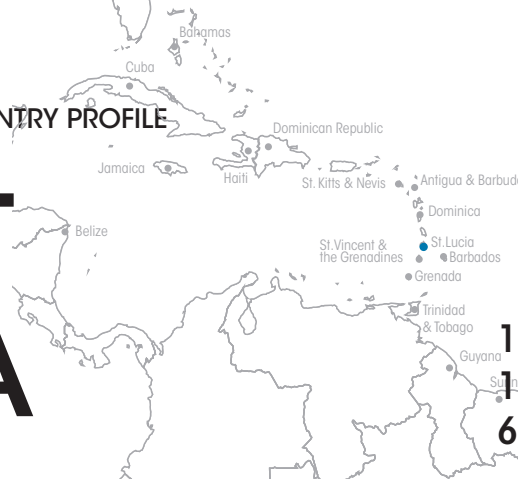 Bahamas
Cuba
NTRY PROFILE
Dominican Republic
Jamaica
Haiti
St. Kitts & Nevis
Antigua & Barbud
Dominica
Belize
St.Vincent &
the Grenadines
St.Lucia
Barbados
Grenada
Trinidad
& Tobago
1
Guyana
1
6
A